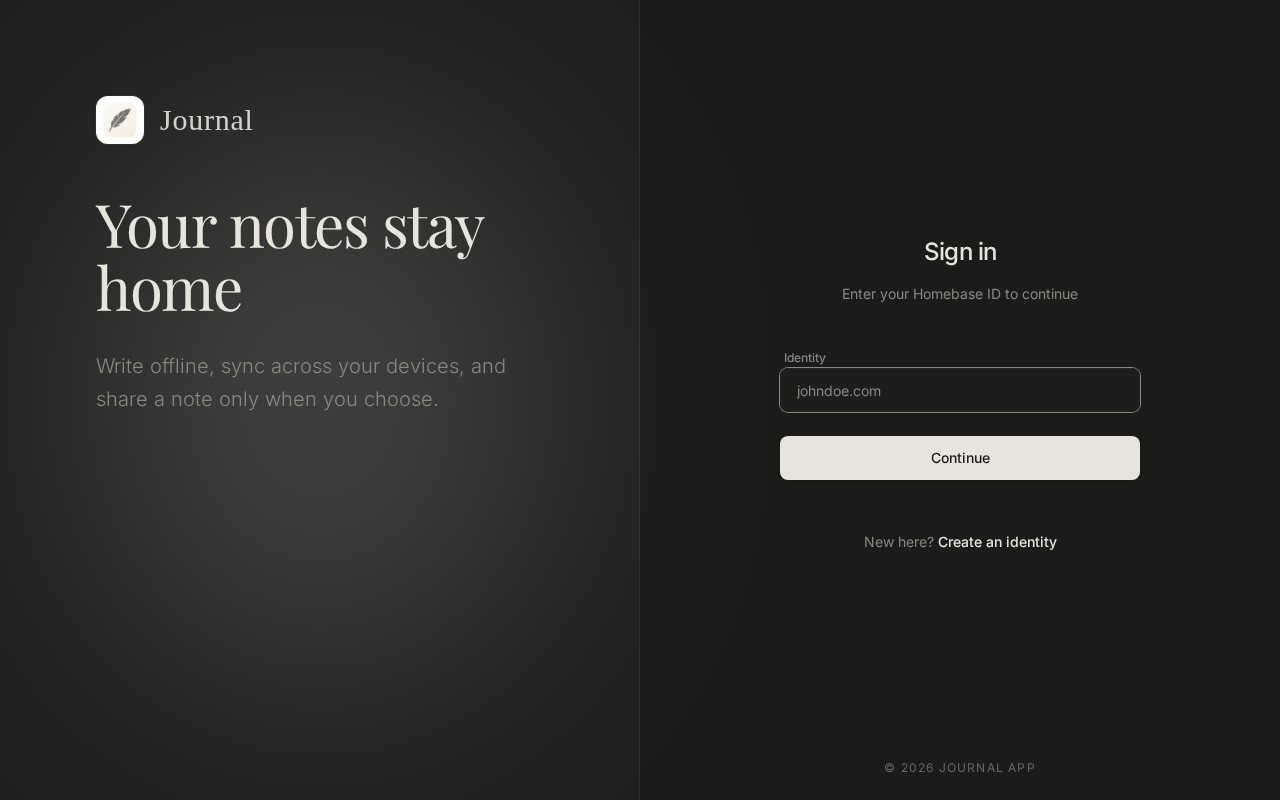 Journal
Your notes stay
home
Write offline, sync across your devices, and
share a note only when you choose.
Sign in
Enter your Homebase ID to continue
Identity
johndoe.com
Continue
New here? Create an identity
© 2026 JOURNAL APP